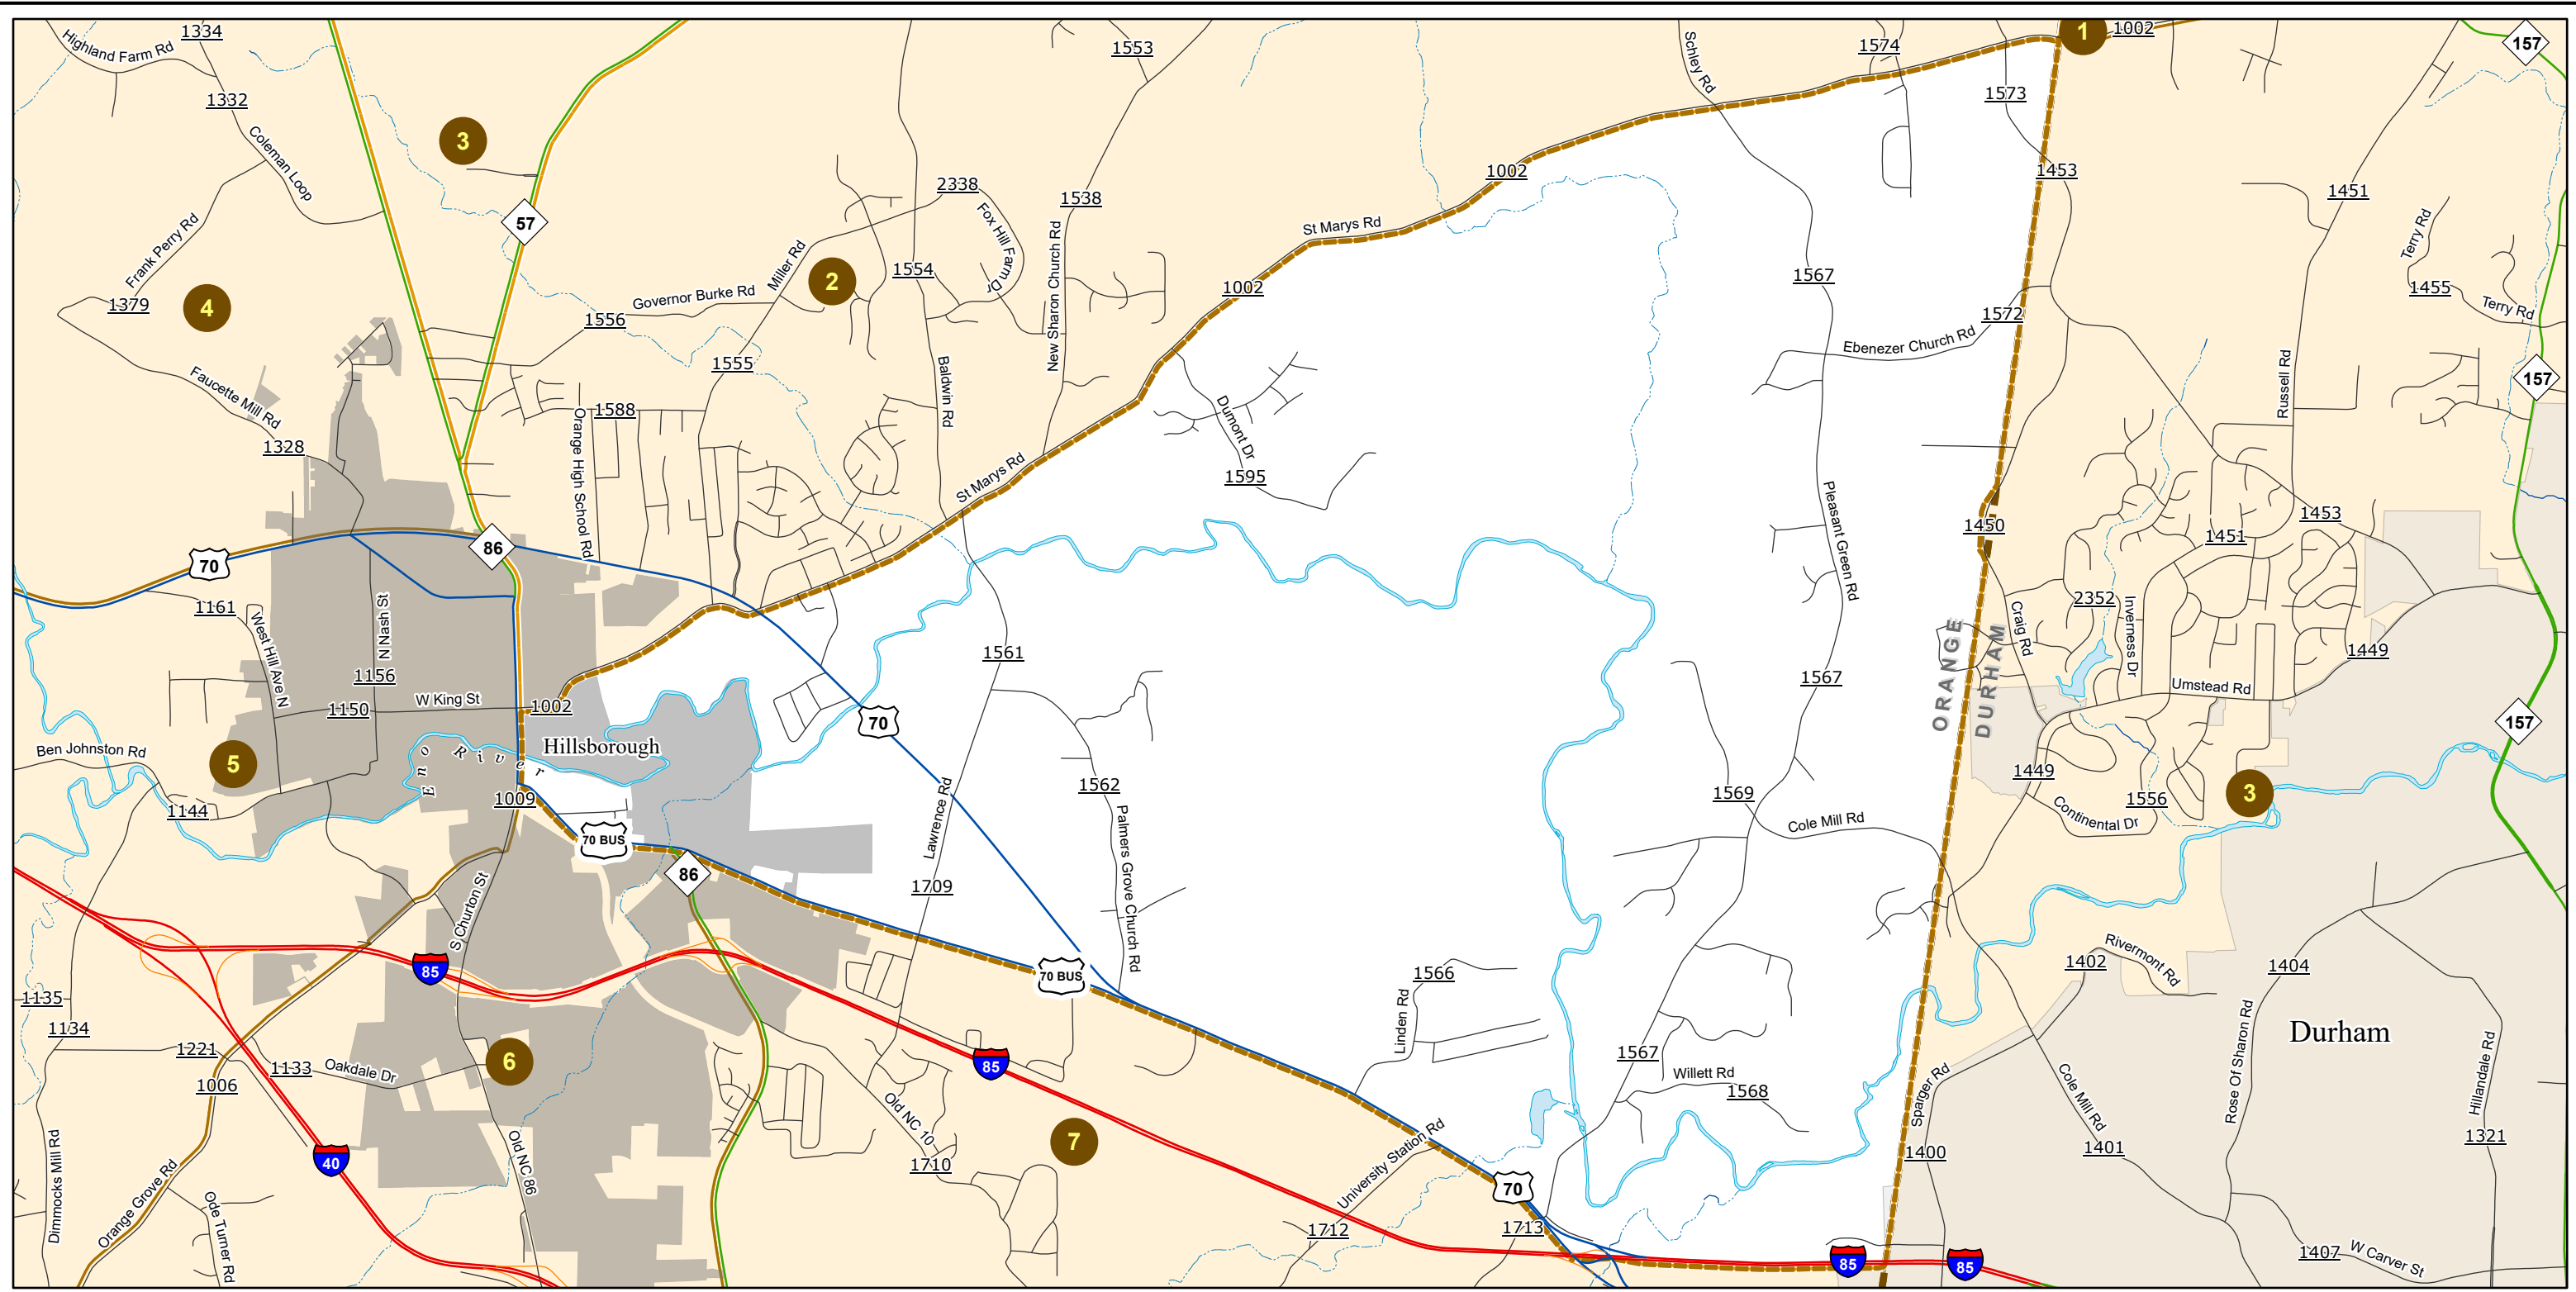 1334
1
1002
157
Highland Farm Rd
1553
1574
Schley Rd
1332
1573
3
Coleman Loop
1002
1453
2338
1538
1451
57
Fox Hill Farm Dr
St Marys Rd
Terry Rd
Frank Perry Rd
Miller Rd
New Sharon Church Rd
1554
1567
2
1002
1455
Governor Burke Rd
1379
4
Terry Rd
1556
1572
Ebenezer Church Rd
1555
157
Baldwin Rd
Russell Rd
Faucette Mill Rd
1588
Dumont Dr
Orange High School Rd
1328
St Marys Rd
1595
Pleasant Green Rd
1453
1450
1451
86
70
1161
N Nash St
2352
Inverness Dr
Craig Rd
West Hill Ave N
1561
ORANGE
DURHAM
1449
1156
1567
Umstead Rd
W King St
1150
1002
70
157
Hillsborough
Ben Johnston Rd
Eno River
5
1449
1562
1569
3
1009
1556
1144
Continental Dr
Cole Mill Rd
Lawrence Rd
Palmers Grove Church Rd
70 BUS
86
1709
S Churton St
Rivermont Rd
1402
1404
85
70 BUS
1566
1135
Linden Rd
1134
Rose Of Sharon Rd
Durham
1221
1567
6
85
1133
Oakdale Dr
Willett Rd
Hillandale Rd
1006
1568
Sparger Rd
Cole Mill Rd
Old NC 10
7
University Station Rd
1321
Dimmocks Mill Rd
1401
1400
40
Old NC 86
1710
70
Orange Grove Rd
Ode Turner Rd
1712
1713
1407
W Carver St
85
85